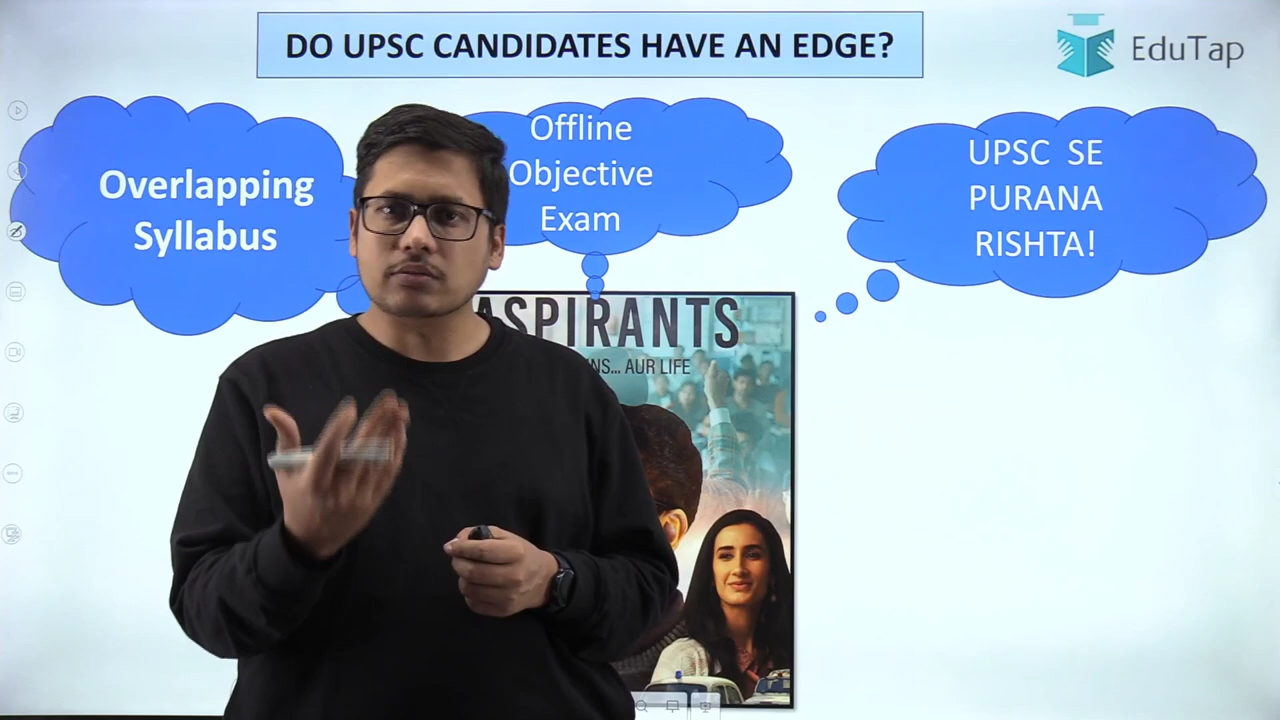 DO UPSC CANDIDATES HAVE AN EDGE?
EduTap
Overlapping
Syllabus
Offline
Objective
Exam
UPSC SE
PURANA
RISHTA!
ASPIRANTS
... AUR LIFE